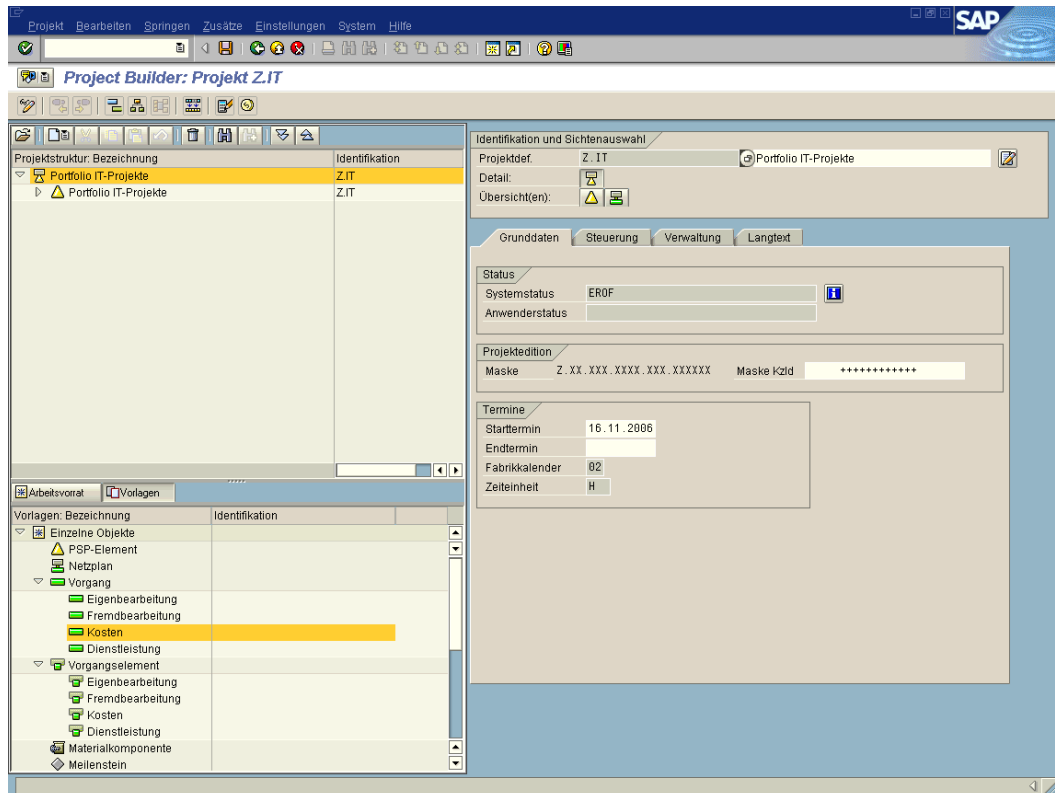 Projekt Bearbeiten Springen Zusätze Einstellungen System Hilfe
SAP
Project Builder: Projekt Z.IT
Projektstruktur: Bezeichnung Identifikation
Portfolio IT-Projekte Z.IT
Portfolio IT-Projekte Z.IT
Identifikation und Sichtenauswahl
Projektdef. Z.IT Portfolio IT-Projekte
Detail:
Übersicht(en):
Grunddaten Steuerung Verwaltung Langtext
Status
Systemstatus EROF
Anwenderstatus
Projektedition
Maske Z.XX.XXX.XXXX.XXX.XXXXXX Maske Kzld ++++++++++++
Termine
Starttermin 16.11.2006
Endtermin
Fabrikkalender 02
Zeiteinheit H
Arbeitsvorrat Vorlagen
Vorlagen: Bezeichnung Identifikation
Einzelne Objekte
PSP-Element
Netzplan
Vorgang
Eigenbearbeitung
Fremdbearbeitung
Kosten
Dienstleistung
Vorgangselement
Eigenbearbeitung
Fremdbearbeitung
Kosten
Dienstleistung
Materialkomponente
Meilenstein